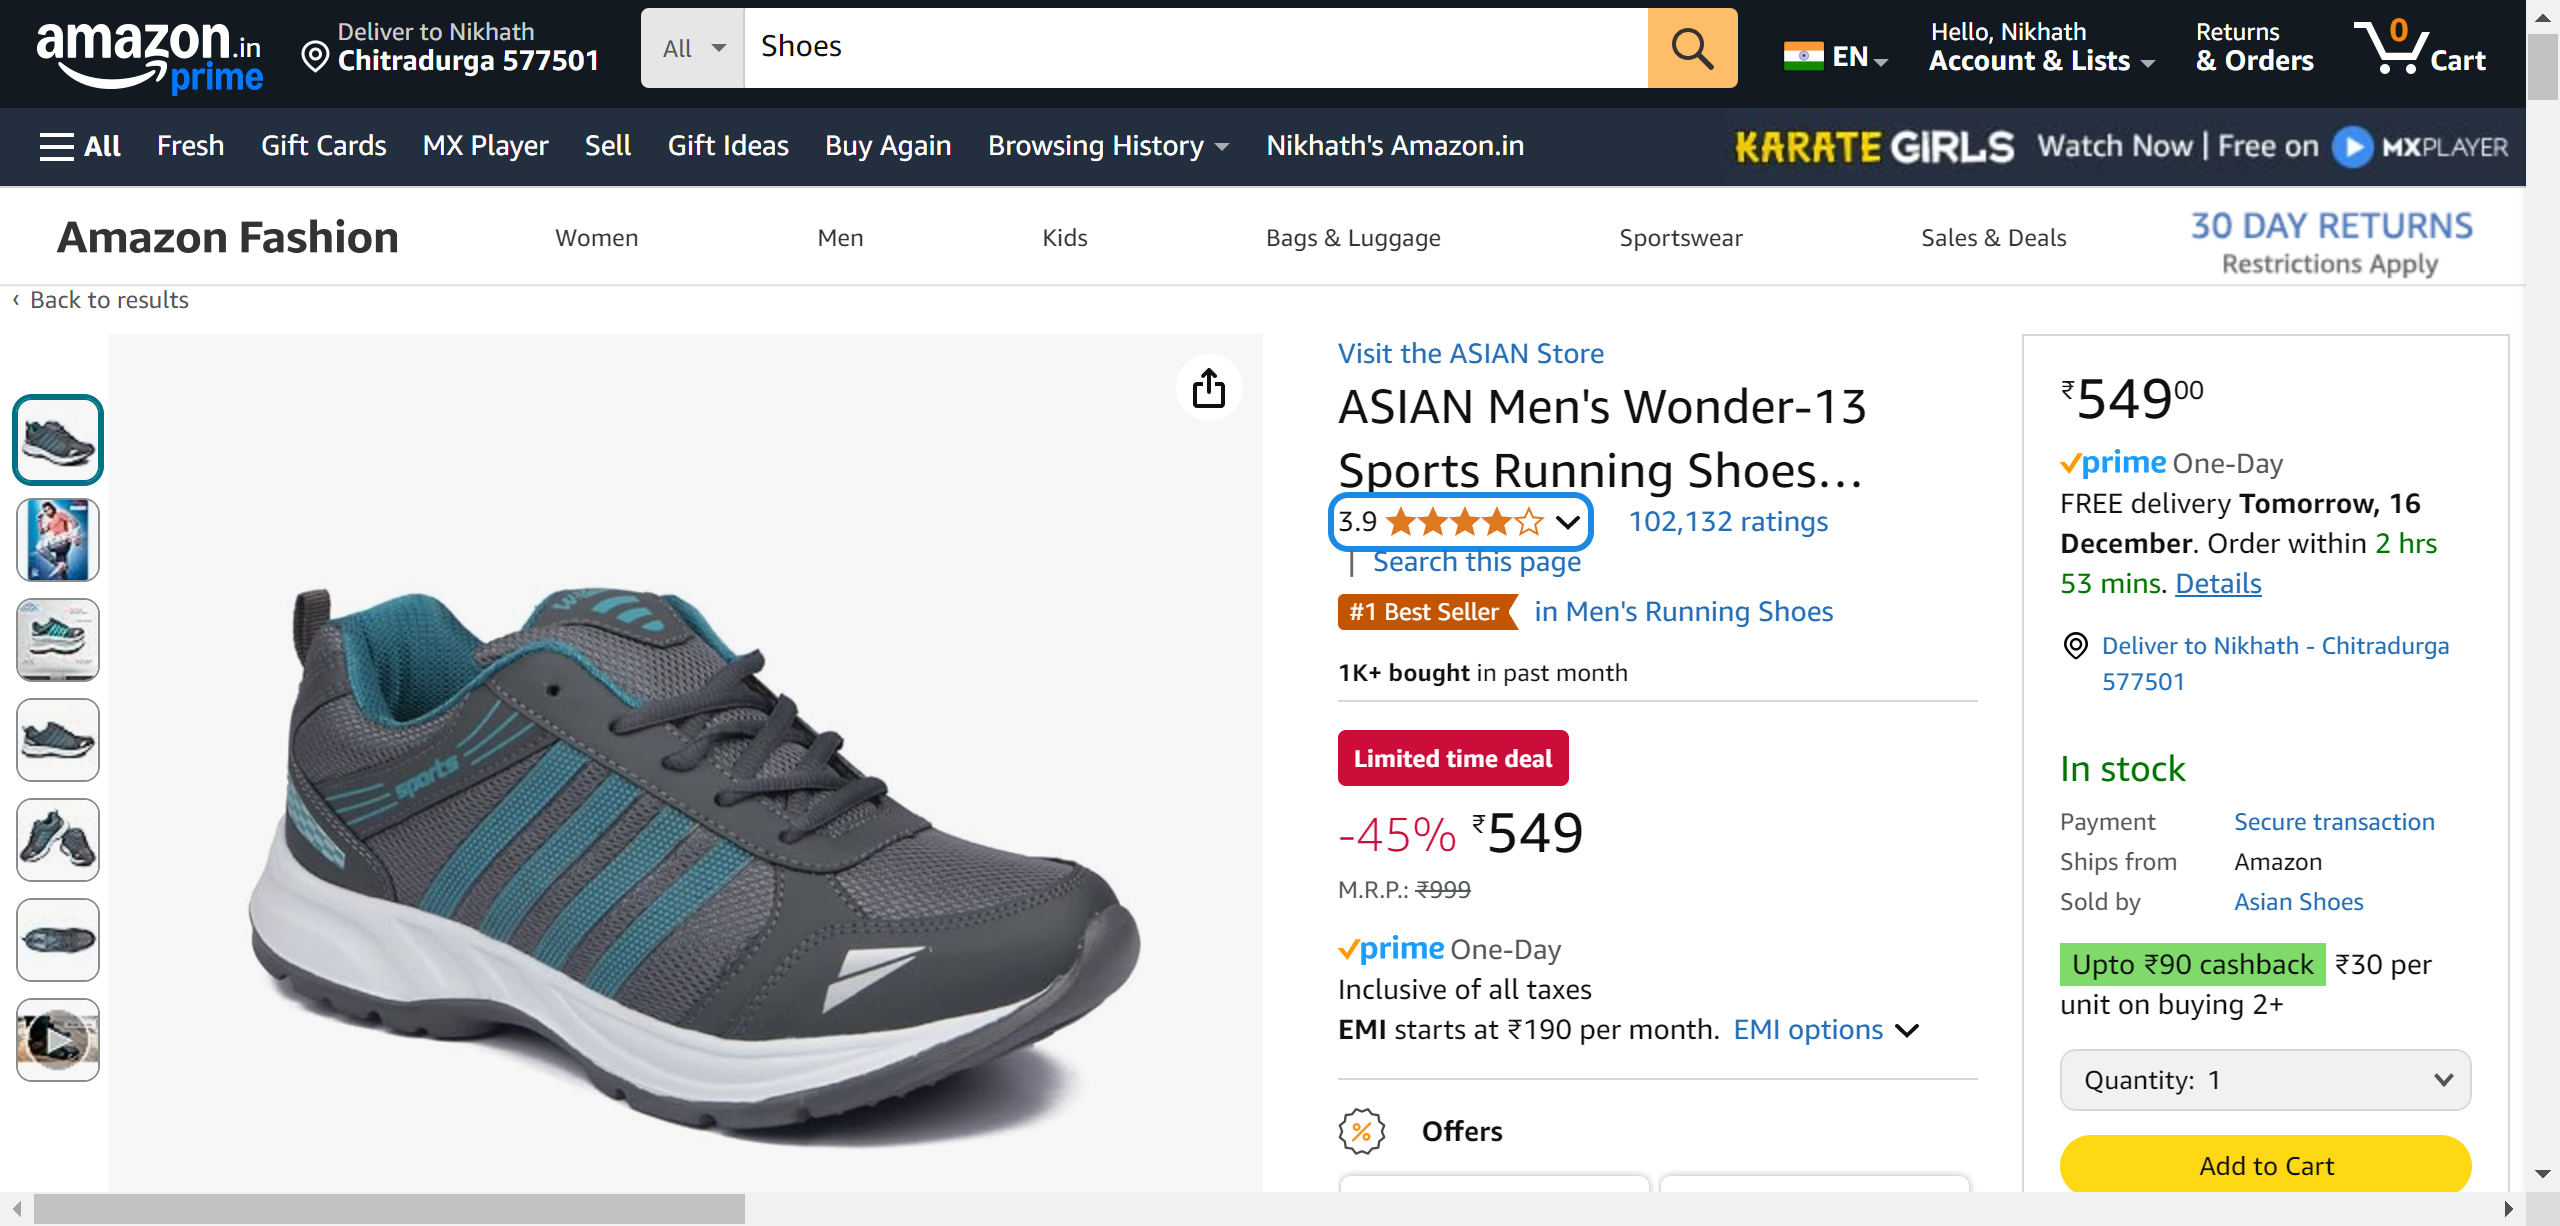 amazon.in
prime
Deliver to Nikhath
Chitradurga 577501
All
Shoes
EN
Hello, Nikhath
Account & Lists
Returns
& Orders
0
Cart
All
Fresh
Gift Cards
MX Player
Sell
Gift Ideas
Buy Again
Browsing History
Nikhath's Amazon.in
KARATE GIRLS Watch Now | Free on MXPLAYER
Amazon Fashion
Women
Men
Kids
Bags & Luggage
Sportswear
Sales & Deals
30 DAY RETURNS
Restrictions Apply
‹ Back to results
sports
Visit the ASIAN Store
ASIAN Men's Wonder-13
Sports Running Shoes…
3.9
102,132 ratings
| Search this page
#1 Best Seller in Men's Running Shoes
1K+ bought in past month
Limited time deal
-45% ₹549
M.R.P.: ₹999
prime One-Day
Inclusive of all taxes
EMI starts at ₹190 per month. EMI options
% Offers
₹54900
prime One-Day
FREE delivery Tomorrow, 16
December. Order within 2 hrs
53 mins. Details
Deliver to Nikhath - Chitradurga
577501
In stock
Payment Secure transaction
Ships from Amazon
Sold by Asian Shoes
Upto ₹90 cashback ₹30 per
unit on buying 2+
Quantity: 1
Add to Cart